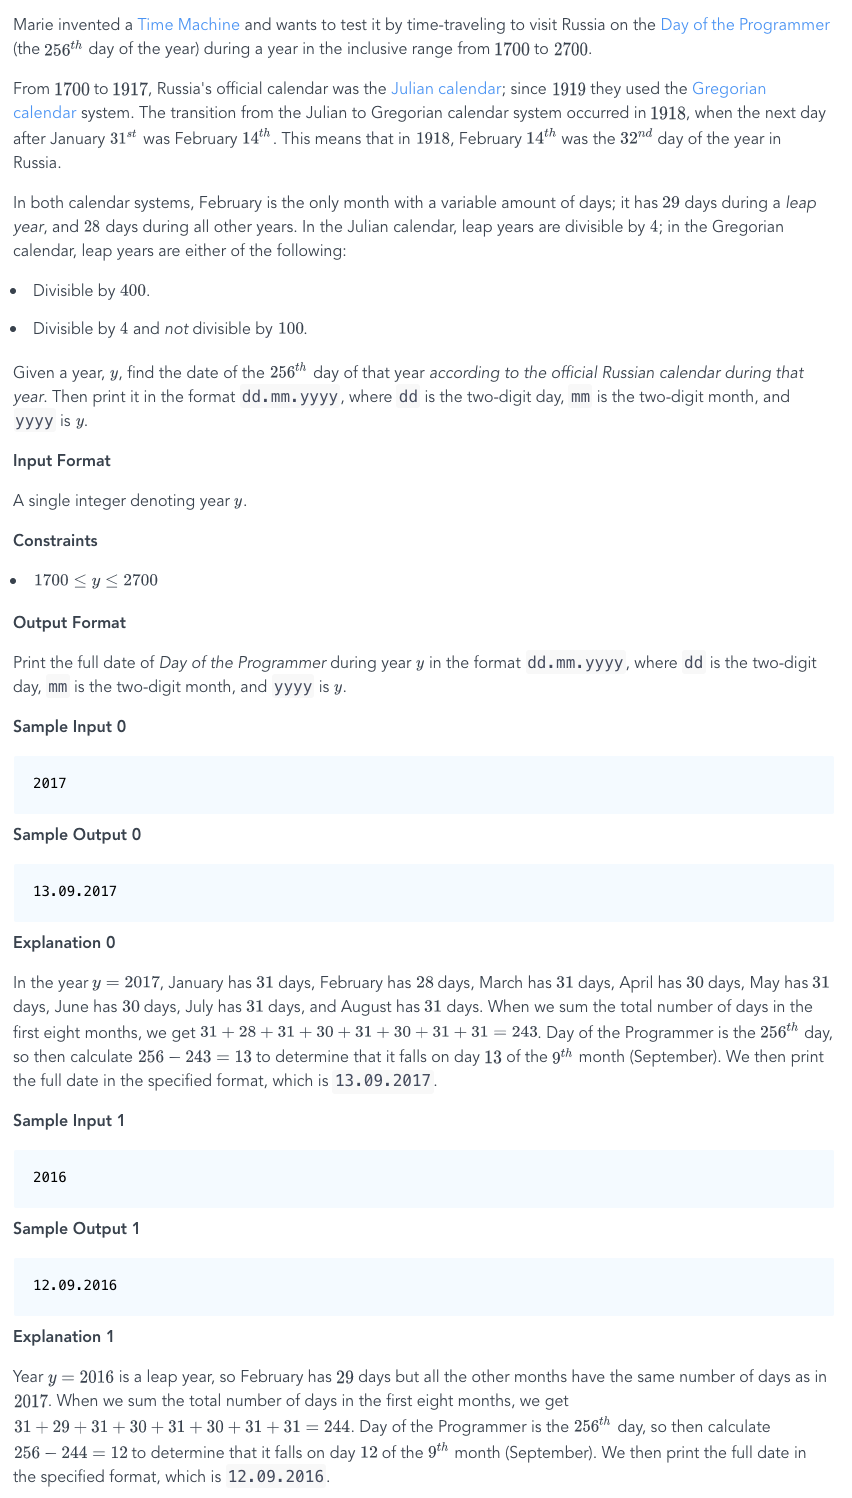 Marie invented a Time Machine and wants to test it by time-traveling to visit Russia on the Day of the Programmer
(the 256th day of the year) during a year in the inclusive range from 1700 to 2700.
From 1700 to 1917, Russia's official calendar was the Julian calendar; since 1919 they used the Gregorian
calendar system. The transition from the Julian to Gregorian calendar system occurred in 1918, when the next day
after January 31st was February 14th. This means that in 1918, February 14th was the 32nd day of the year in
Russia.
In both calendar systems, February is the only month with a variable amount of days; it has 29 days during a leap
year, and 28 days during all other years. In the Julian calendar, leap years are divisible by 4; in the Gregorian
calendar, leap years are either of the following:
• Divisible by 400.
• Divisible by 4 and not divisible by 100.
Given a year, y, find the date of the 256th day of that year according to the official Russian calendar during that
year. Then print it in the format dd.mm.yyyy, where dd is the two-digit day, mm is the two-digit month, and
yyyy is y.
Input Format
A single integer denoting year y.
Constraints
• 1700 ≤ y ≤ 2700
Output Format
Print the full date of Day of the Programmer during year y in the format dd.mm.yyyy, where dd is the two-digit
day, mm is the two-digit month, and yyyy is y.
Sample Input 0
2017
Sample Output 0
13.09.2017
Explanation 0
In the year y = 2017, January has 31 days, February has 28 days, March has 31 days, April has 30 days, May has 31
days, June has 30 days, July has 31 days, and August has 31 days. When we sum the total number of days in the
first eight months, we get 31 + 28 + 31 + 30 + 31 + 30 + 31 + 31 = 243. Day of the Programmer is the 256th day,
so then calculate 256 − 243 = 13 to determine that it falls on day 13 of the 9th month (September). We then print
the full date in the specified format, which is 13.09.2017.
Sample Input 1
2016
Sample Output 1
12.09.2016
Explanation 1
Year y = 2016 is a leap year, so February has 29 days but all the other months have the same number of days as in
2017. When we sum the total number of days in the first eight months, we get
31 + 29 + 31 + 30 + 31 + 30 + 31 + 31 = 244. Day of the Programmer is the 256th day, so then calculate
256 − 244 = 12 to determine that it falls on day 12 of the 9th month (September). We then print the full date in
the specified format, which is 12.09.2016.